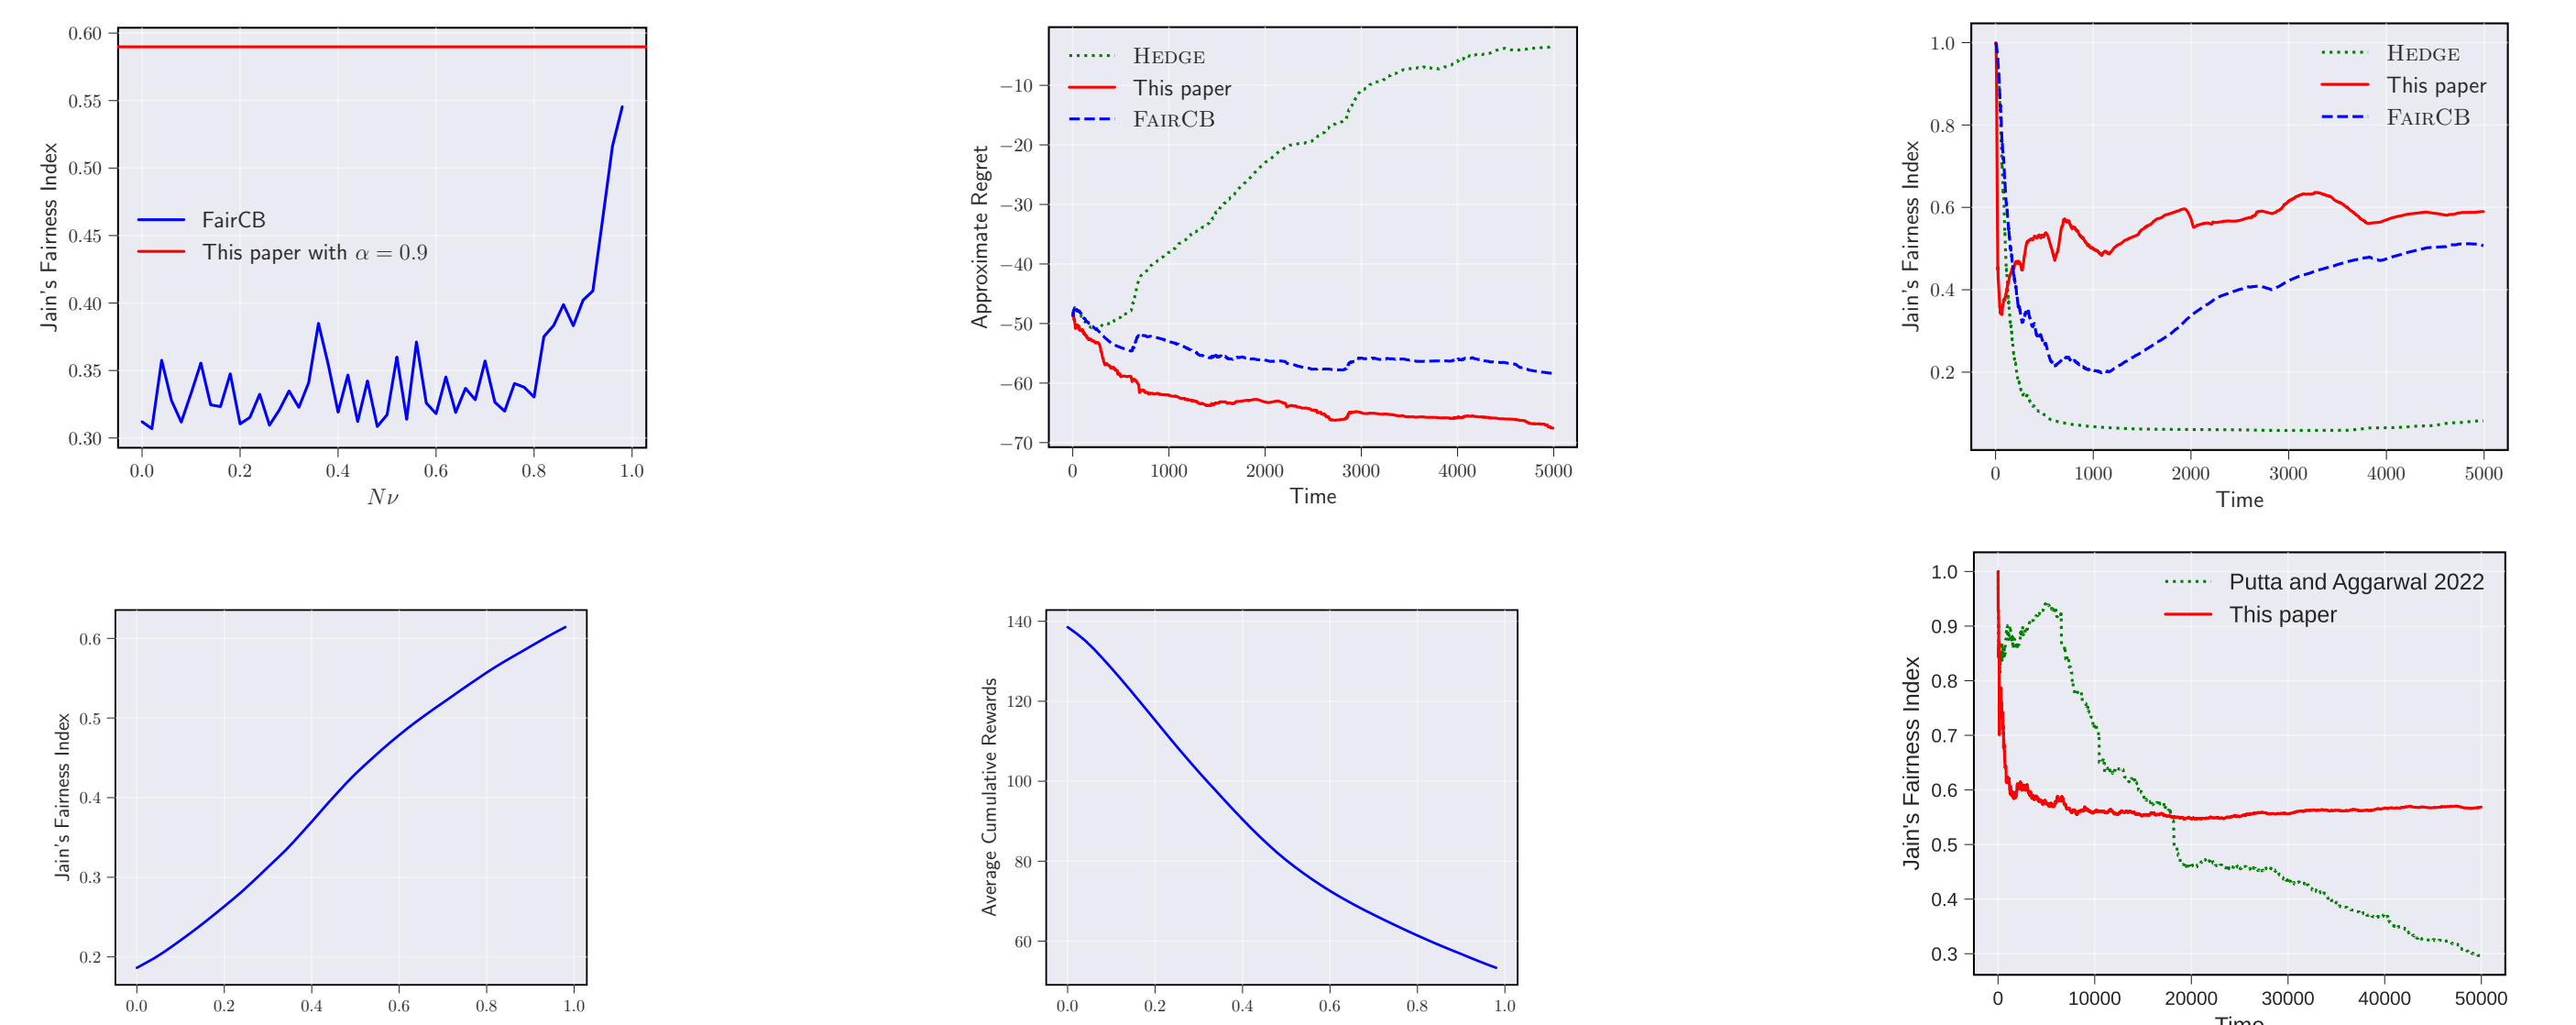 0.60
0.55
0.50
0.45
0.40
0.35
0.30
Jain's Fairness Index
FairCB
This paper with α = 0.9
0.0 0.2 0.4 0.6 0.8 1.0
Nν
−10
−20
−30
−40
−50
−60
−70
Approximate Regret
HEDGE
This paper
FAIRCB
0 1000 2000 3000 4000 5000
Time
1.0
0.8
0.6
0.4
0.2
Jain's Fairness Index
HEDGE
This paper
FAIRCB
0 1000 2000 3000 4000 5000
Time
0.6
0.5
0.4
0.3
0.2
Jain's Fairness Index
0.0 0.2 0.4 0.6 0.8 1.0
140
120
100
80
60
Average Cumulative Rewards
0.0 0.2 0.4 0.6 0.8 1.0
1.0
0.9
0.8
0.7
0.6
0.5
0.4
0.3
Jain's Fairness Index
Putta and Aggarwal 2022
This paper
0 10000 20000 30000 40000 50000
Time